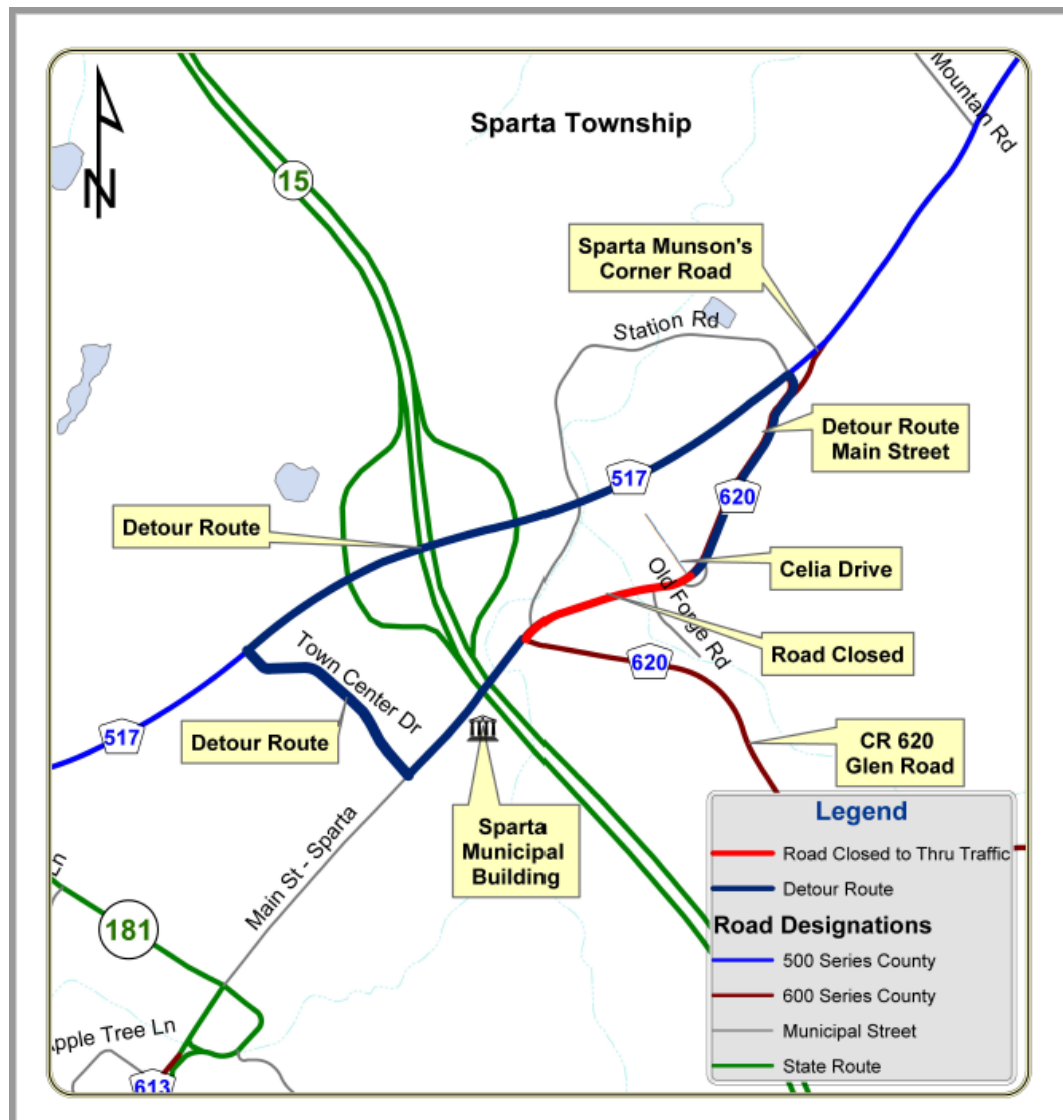 Sparta Township
N
15
Mountain Rd
Sparta Munson's
Corner Road
Station Rd
Detour Route
Main Street
517
620
Detour Route
Celia Drive
Old Forge Rd
Road Closed
620
Town Center Dr
517
Detour Route
CR 620
Glen Road
Sparta
Municipal
Building
Main St - Sparta
Ln
181
Apple Tree Ln
613
Legend
Road Closed to Thru Traffic
Detour Route
Road Designations
500 Series County
600 Series County
Municipal Street
State Route